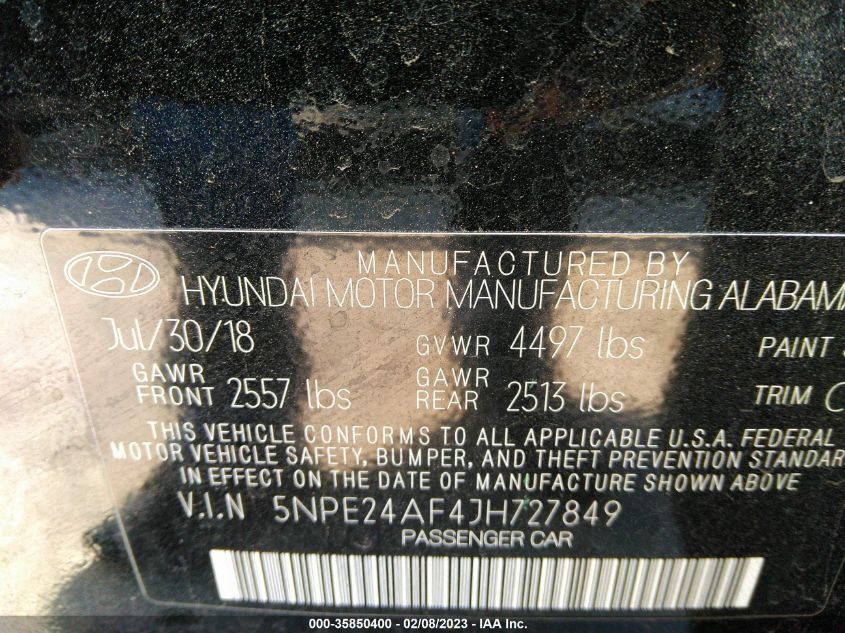 MANUFACTURED BY
HYUNDAI MOTOR MANUFACTURING ALABAMA
Jul/30/18 GVWR 4497 lbs PAINT
GAWR FRONT 2557 lbs GAWR REAR 2513 lbs TRIM
THIS VEHICLE CONFORMS TO ALL APPLICABLE U.S.A. FEDERAL
MOTOR VEHICLE SAFETY, BUMPER, AND THEFT PREVENTION STANDAR
IN EFFECT ON THE DATE OF MANUFACTURE SHOWN ABOVE
V.I.N 5NPE24AF4JH727849
PASSENGER CAR
000-35850400 - 02/08/2023 - IAA Inc.